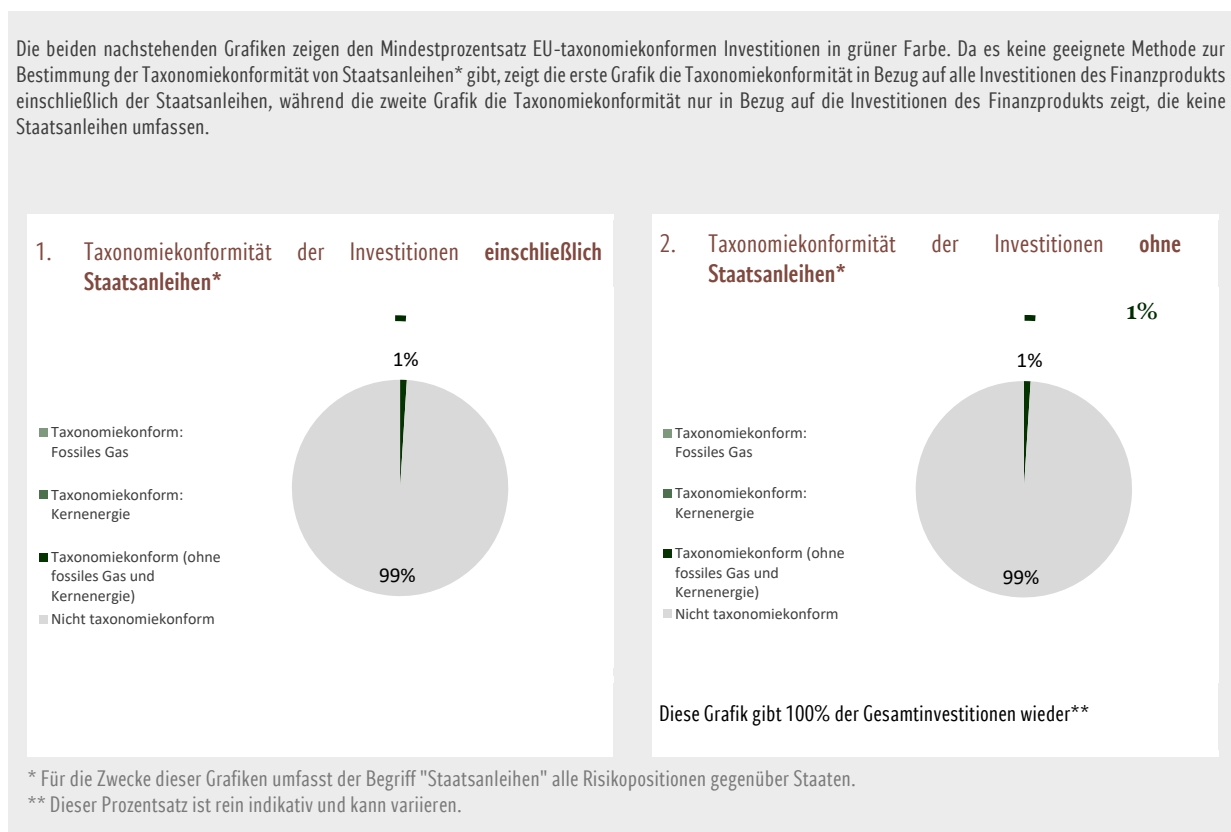 Die beiden nachstehenden Grafiken zeigen den Mindestprozentsatz EU-taxonomiekonformen Investitionen in grüner Farbe. Da es keine geeignete Methode zur
Bestimmung der Taxonomiekonformität von Staatsanleihen* gibt, zeigt die erste Grafik die Taxonomiekonformität in Bezug auf alle Investitionen des Finanzprodukts
einschließlich der Staatsanleihen, während die zweite Grafik die Taxonomiekonformität nur in Bezug auf die Investitionen des Finanzprodukts zeigt, die keine
Staatsanleihen umfassen.
1. Taxonomiekonformität der Investitionen einschließlich
Staatsanleihen*
1%
Taxonomiekonform:
Fossiles Gas
Taxonomiekonform:
Kernenergie
Taxonomiekonform (ohne
fossiles Gas und
Kernenergie)
Nicht taxonomiekonform
99%
2. Taxonomiekonformität der Investitionen ohne
Staatsanleihen*
1%
1%
Taxonomiekonform:
Fossiles Gas
Taxonomiekonform:
Kernenergie
Taxonomiekonform (ohne
fossiles Gas und
Kernenergie)
Nicht taxonomiekonform
99%
Diese Grafik gibt 100% der Gesamtinvestitionen wieder**
* Für die Zwecke dieser Grafiken umfasst der Begriff "Staatsanleihen" alle Risikopositionen gegenüber Staaten.
** Dieser Prozentsatz ist rein indikativ und kann variieren.